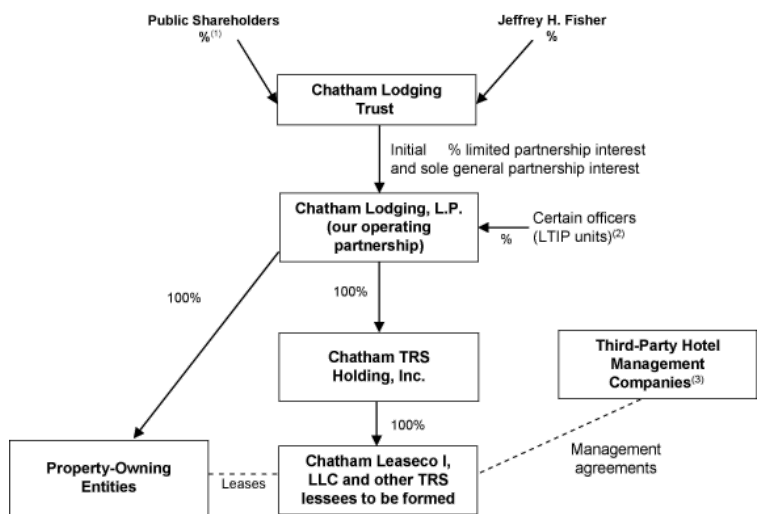 Public Shareholders
%(1)
Jeffrey H. Fisher
%
Chatham Lodging
Trust
Initial % limited partnership interest
and sole general partnership interest
Chatham Lodging, L.P.
(our operating
partnership)
%
Certain officers
(LTIP units)(2)
100%
100%
Chatham TRS
Holding, Inc.
Third-Party Hotel
Management
Companies(3)
100%
Property-Owning
Entities
Leases
Chatham Leaseco I,
LLC and other TRS
lessees to be formed
Management
agreements